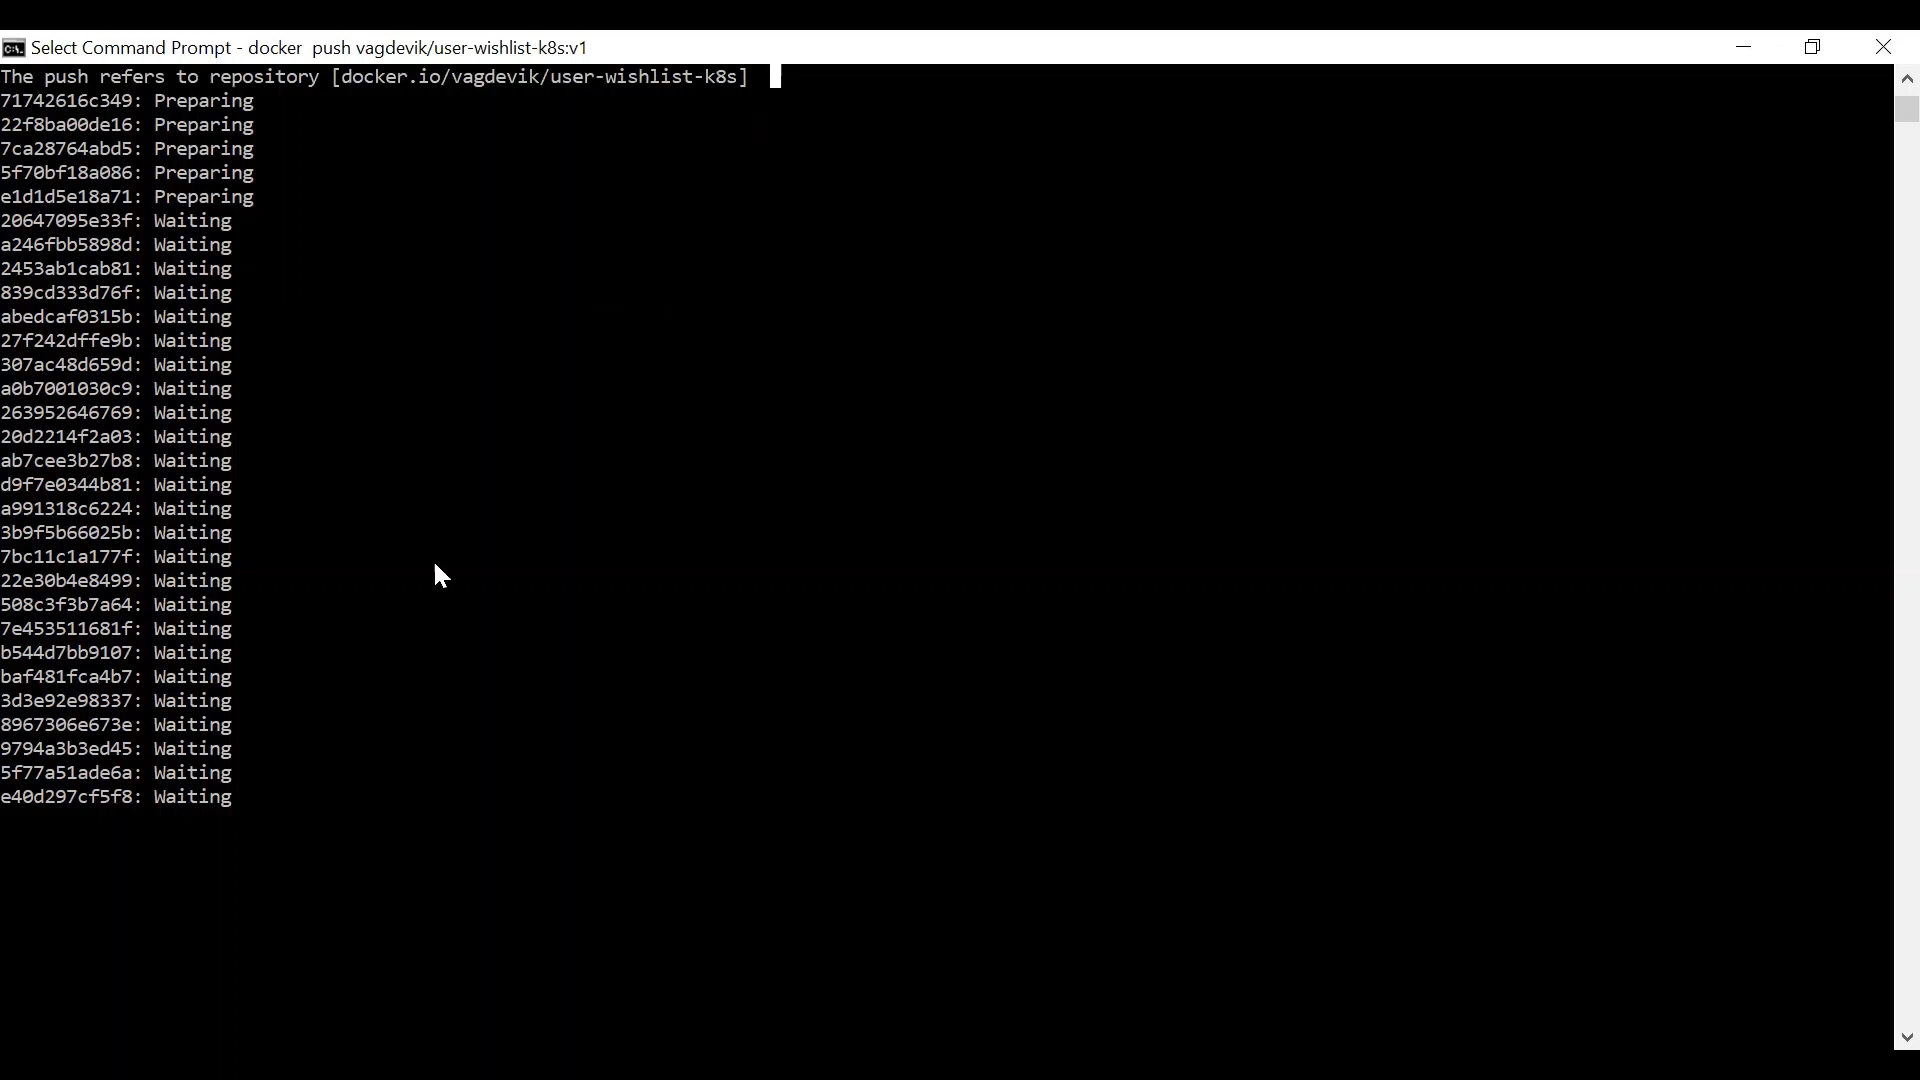 Select Command Prompt - docker  push vagdevik/user-wishlist-k8s:v1
The push refers to repository [docker.io/vagdevik/user-wishlist-k8s]
71742616c349: Preparing
22f8ba00de16: Preparing
7ca28764abd5: Preparing
5f70bf18a086: Preparing
e1d1d5e18a71: Preparing
20647095e33f: Waiting
a246fbb5898d: Waiting
2453ab1cab81: Waiting
839cd333d76f: Waiting
abedcaf0315b: Waiting
27f242dffe9b: Waiting
307ac48d659d: Waiting
a0b7001030c9: Waiting
263952646769: Waiting
20d2214f2a03: Waiting
ab7cee3b27b8: Waiting
d9f7e0344b81: Waiting
a991318c6224: Waiting
3b9f5b66025b: Waiting
7bc11c1a177f: Waiting
22e30b4e8499: Waiting
508c3f3b7a64: Waiting
7e453511681f: Waiting
b544d7bb9107: Waiting
baf481fca4b7: Waiting
3d3e92e98337: Waiting
8967306e673e: Waiting
9794a3b3ed45: Waiting
5f77a51ade6a: Waiting
e40d297cf5f8: Waiting